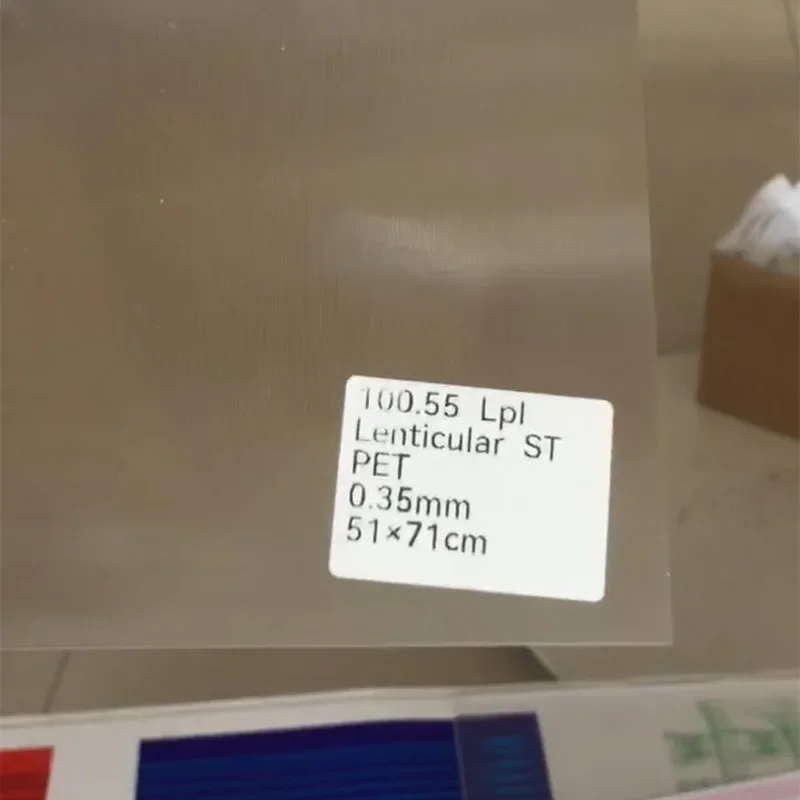 100.55 Lpl
Lenticular ST
PET
0.35mm
51×71cm